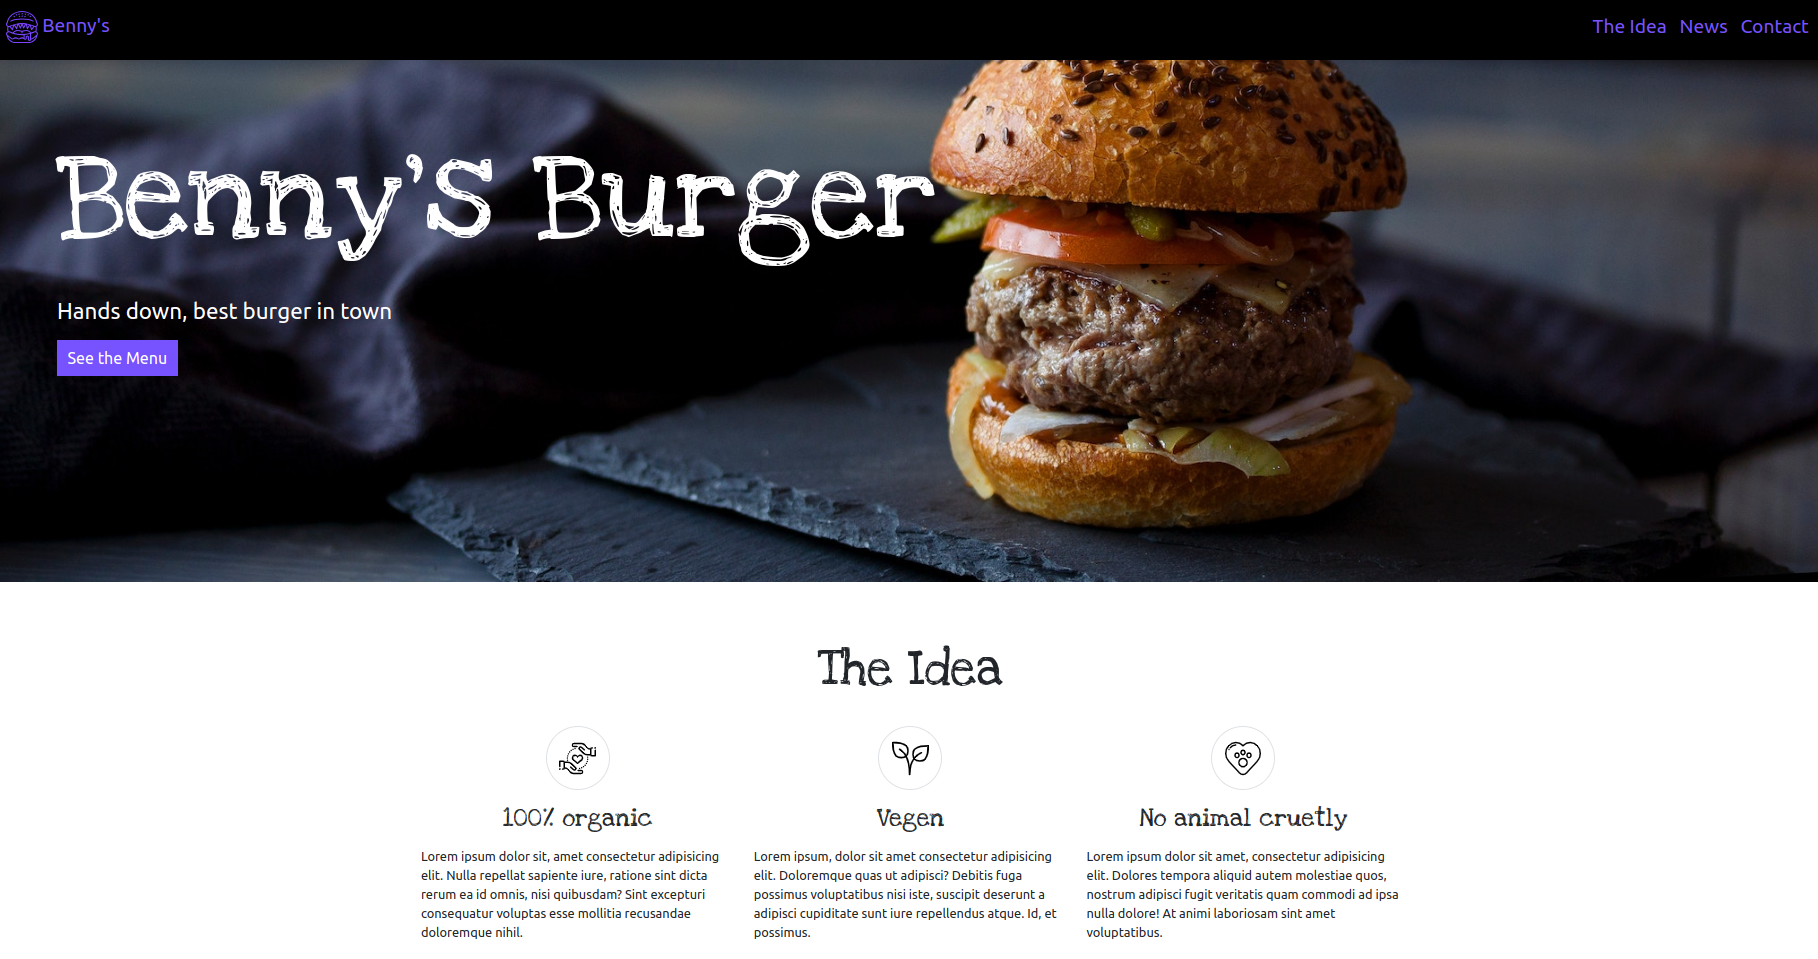 Benny's
The Idea News Contact
Benny'S Burger
Hands down, best burger in town
See the Menu
The Idea
100% organic
Lorem ipsum dolor sit, amet consectetur adipisicing
elit. Nulla repellat sapiente iure, ratione sint dicta
rerum ea id omnis, nisi quibusdam? Sint excepturi
consequatur voluptas esse mollitia recusandae
doloremque nihil.
Vegen
Lorem ipsum, dolor sit amet consectetur adipisicing
elit. Doloremque quas ut adipisci? Debitis fuga
possimus voluptatibus nisi iste, suscipit deserunt a
adipisci cupiditate sunt iure repellendus atque. Id, et
possimus.
No animal cruetly
Lorem ipsum dolor sit amet, consectetur adipisicing
elit. Dolores tempora aliquid autem molestiae quos,
nostrum adipisci fugit veritatis quam commodi ad ipsa
nulla dolore! At animi laboriosam sint amet
voluptatibus.